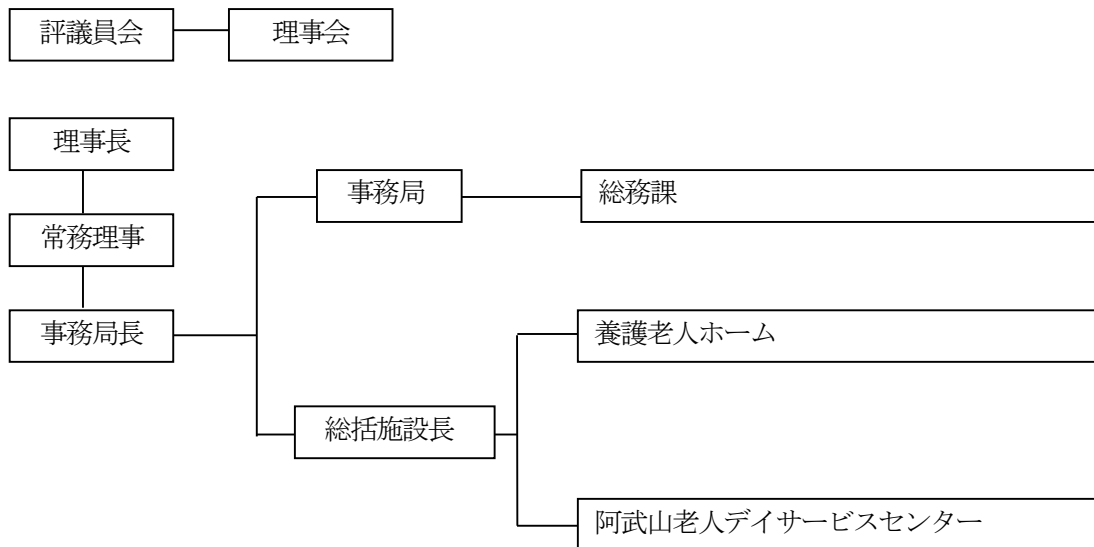 評議員会
理事会
理事長
常務理事
事務局長
事務局
総務課
総括施設長
養護老人ホーム
阿武山老人デイサービスセンター